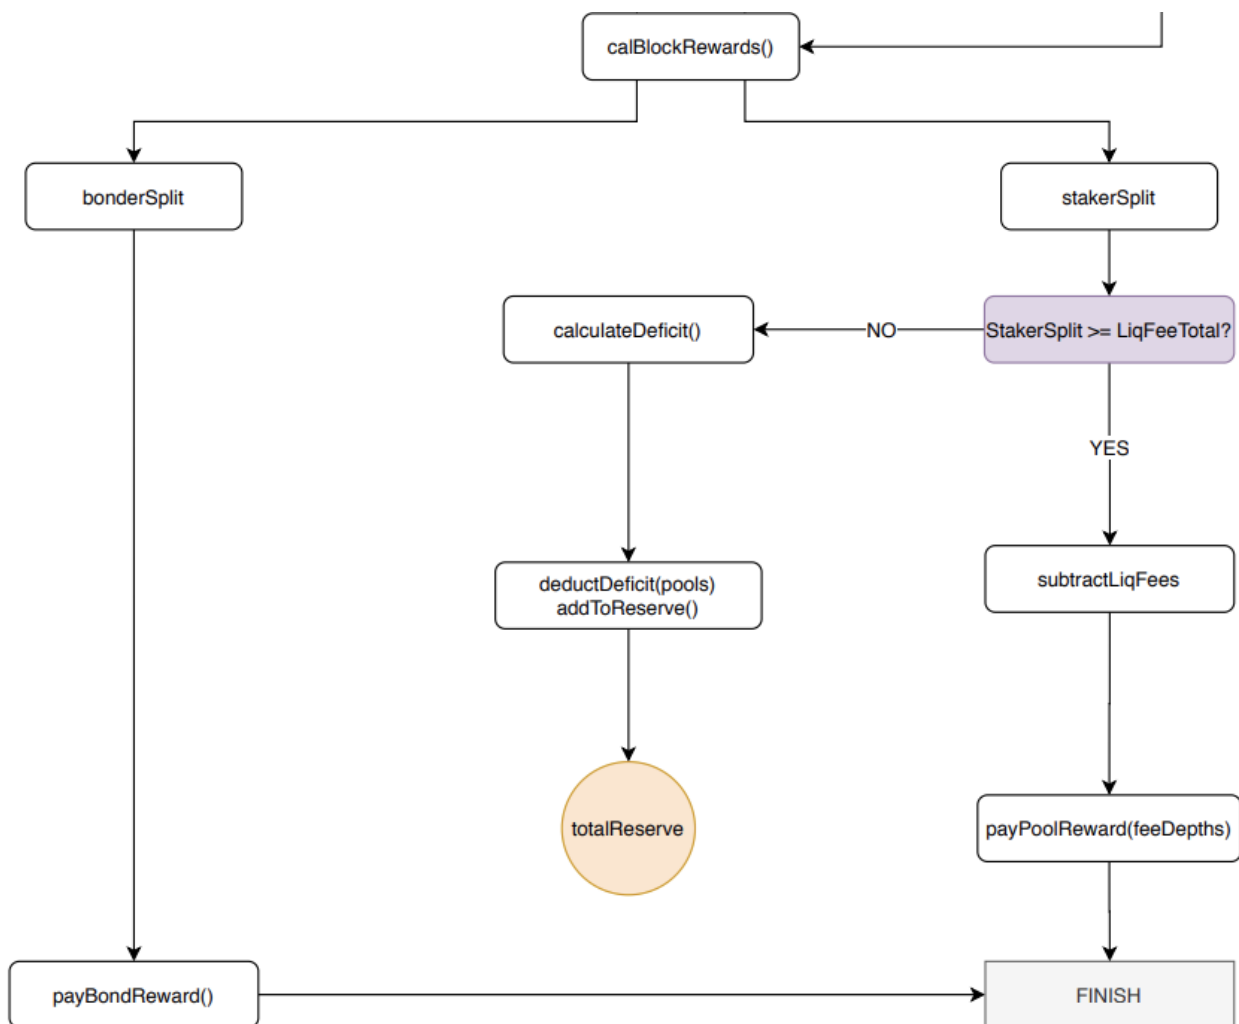 calBlockRewards()
bonderSplit
stakerSplit
calculateDeficit()
NO
StakerSplit >= LiqFeeTotal?
YES
deductDeficit(pools)
addToReserve()
subtractLiqFees
totalReserve
payPoolReward(feeDepths)
payBondReward()
FINISH